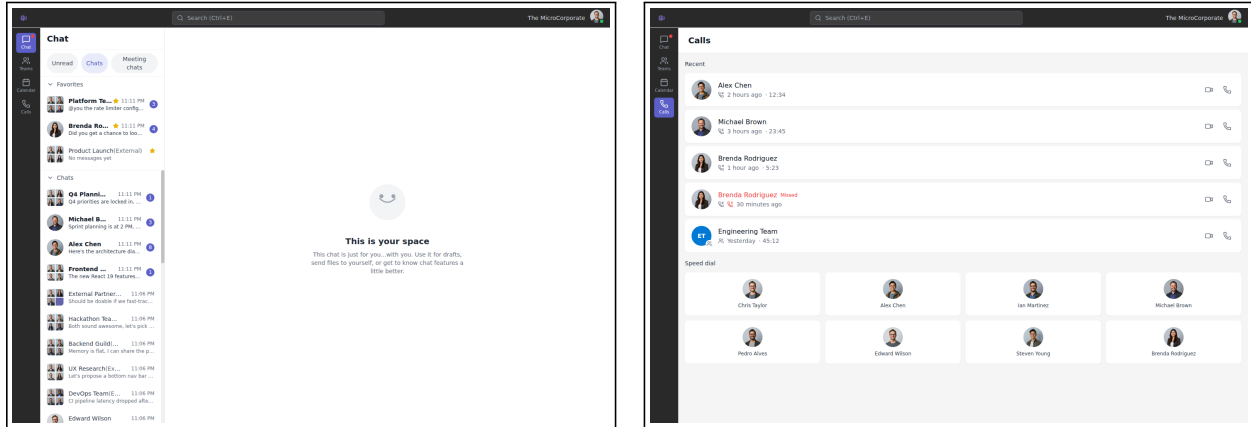 Search (Ctrl+E)
The MicroCorporate
Chat
Teams
Calendar
Calls
Chat
Unread
Chats
Meeting chats
Favorites
Platform Te... 11:11 PM
@you the rate limiter config... 3
Brenda Ro... 11:11 PM
Did you get a chance to loo... 4
Product Launch(External)
No messages yet
Chats
Q4 Planni... 11:11 PM
Q4 priorities are locked in, ... 1
Michael B... 11:11 PM
Sprint planning is at 2 PM. ...
Alex Chen 11:11 PM
Here's the architecture dia...
Frontend ... 11:11 PM
The new React 19 features...
External Partner... 11:06 PM
Should be doable if we fast-trac...
Hackathon Tea... 11:06 PM
Both sound awesome. let's pick ...
Backend Guild(... 11:06 PM
Memory is flat, I can share the p...
UX Research(Ex... 11:06 PM
Let's propose a bottom nav bar ...
DevOps Team(E... 11:06 PM
CI pipeline latency dropped afte...
Edward Wilson 11:06 PM
This is your space
This chat is just for you...with you. Use it for drafts,
send files to yourself, or get to know chat features a
little better.
Search (Ctrl+E)
The MicroCorporate
Chat
Teams
Calendar
Calls
Calls
Recent
Alex Chen
2 hours ago · 12:34
Michael Brown
3 hours ago · 23:45
Brenda Rodriguez
1 hour ago · 5:23
Brenda Rodriguez Missed
30 minutes ago
ET
Engineering Team
Yesterday · 45:12
Speed dial
Chris Taylor
Alex Chen
Ian Martinez
Michael Brown
Pedro Alves
Edward Wilson
Steven Young
Brenda Rodriguez